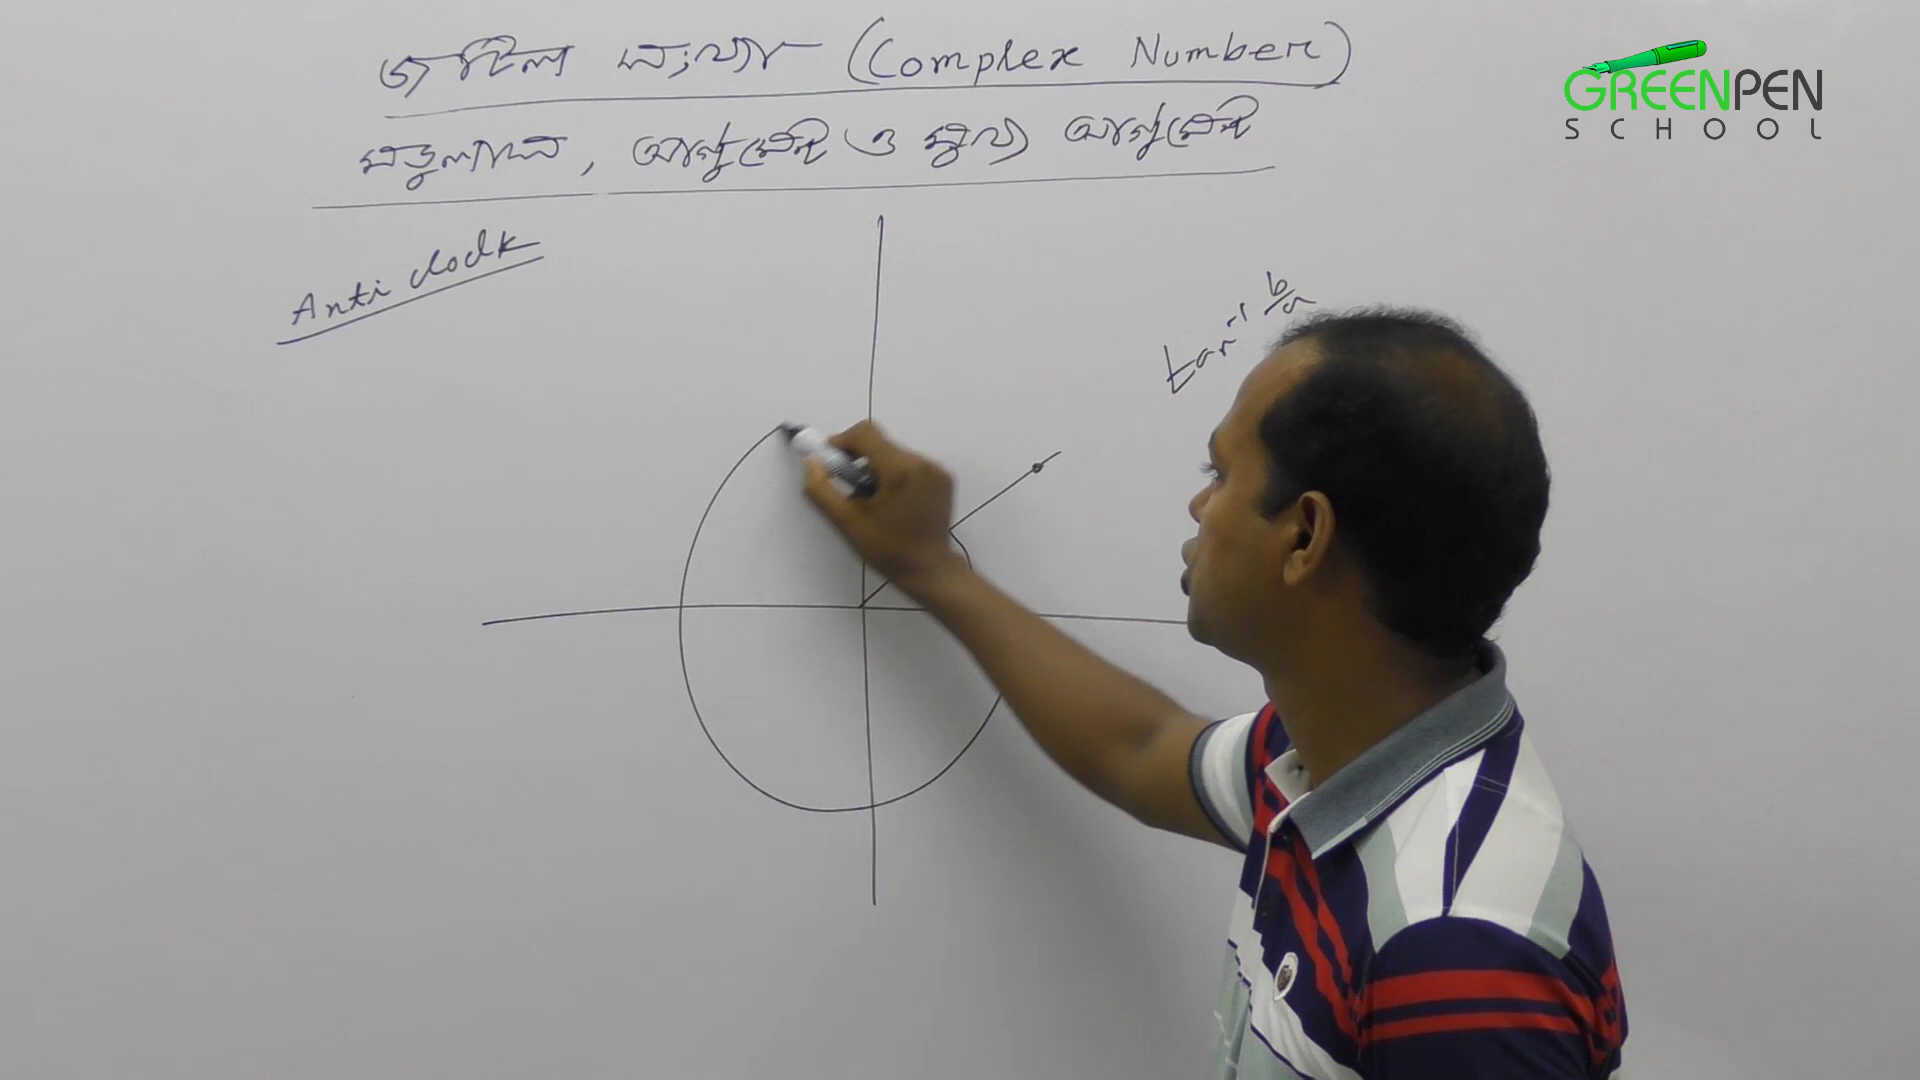 জটিল সংখ্যা (Complex Number)
মডুলাস, আর্গুমেন্ট ও মুখ্য আর্গুমেন্ট
Anti clock
tan⁻¹ b/a
GREENPEN
SCHOOL